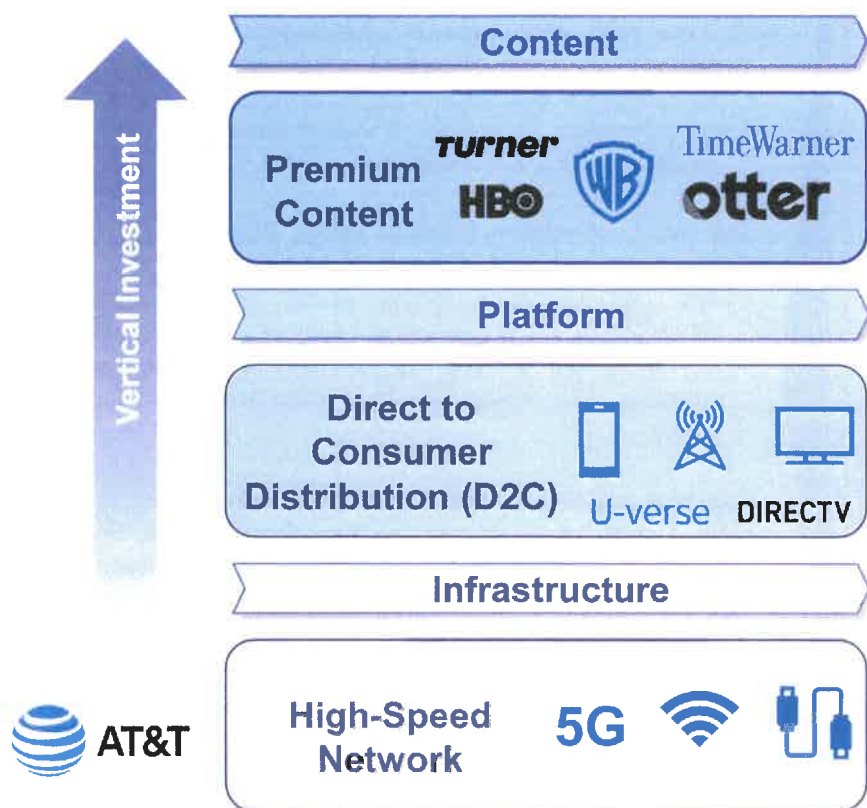 Content
Vertical Investment
Premium
Content
Turner
HBO
WB
TimeWarner
otter
Platform
Direct to
Consumer
Distribution (D2C)
U-verse
DIRECTV
Infrastructure
AT&T
High-Speed
Network
5G